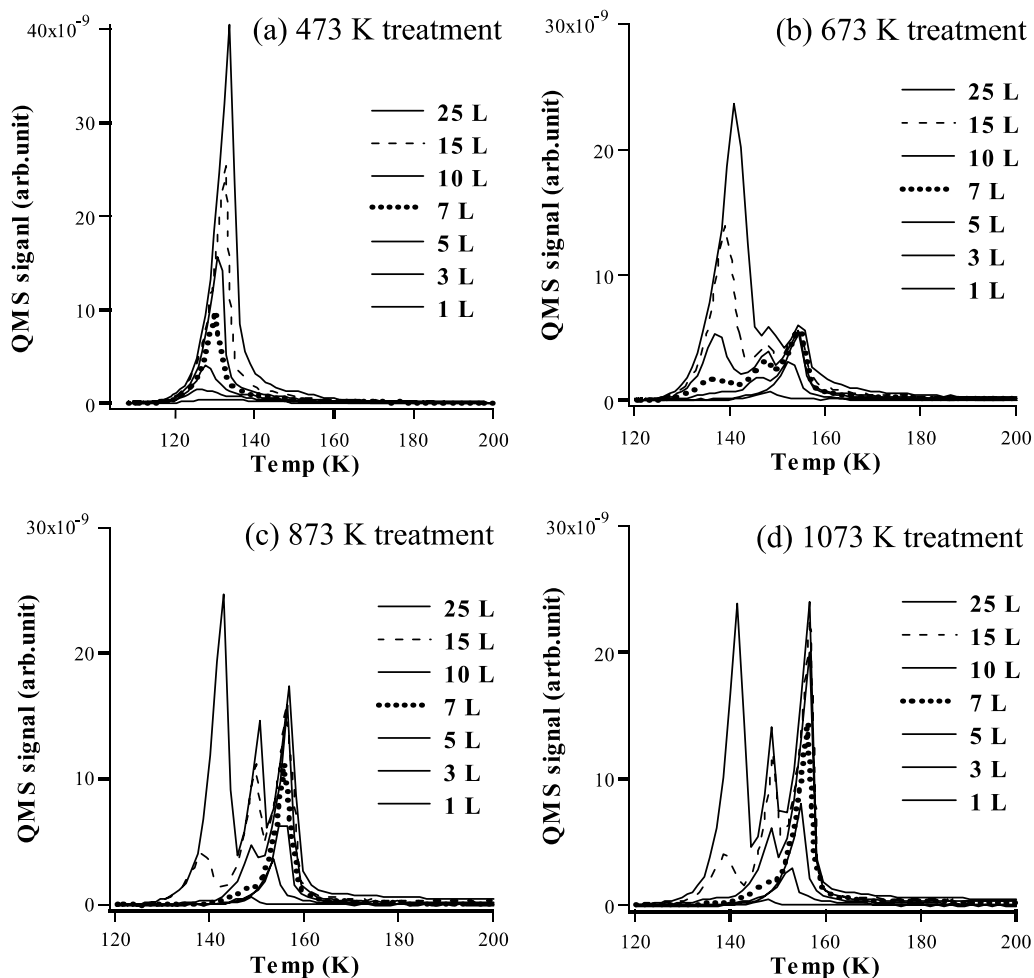 (a) 473 K treatment
40x10-9
30
20
10
0
QMS siganl (arb.unit)
25 L
15 L
10 L
7 L
5 L
3 L
1 L
120 140 160 180 200
Temp (K)
(b) 673 K treatment
30x10-9
20
10
0
QMS signal (arb.unit)
25 L
15 L
10 L
7 L
5 L
3 L
1 L
120 140 160 180 200
Temp (K)
(c) 873 K treatment
30x10-9
20
10
0
QMS signal (arb.unit)
25 L
15 L
10 L
7 L
5 L
3 L
1 L
120 140 160 180 200
Temp (K)
(d) 1073 K treatment
30x10-9
20
10
0
QMS signal (artb.unit)
25 L
15 L
10 L
7 L
5 L
3 L
1 L
120 140 160 180 200
Temp (K)